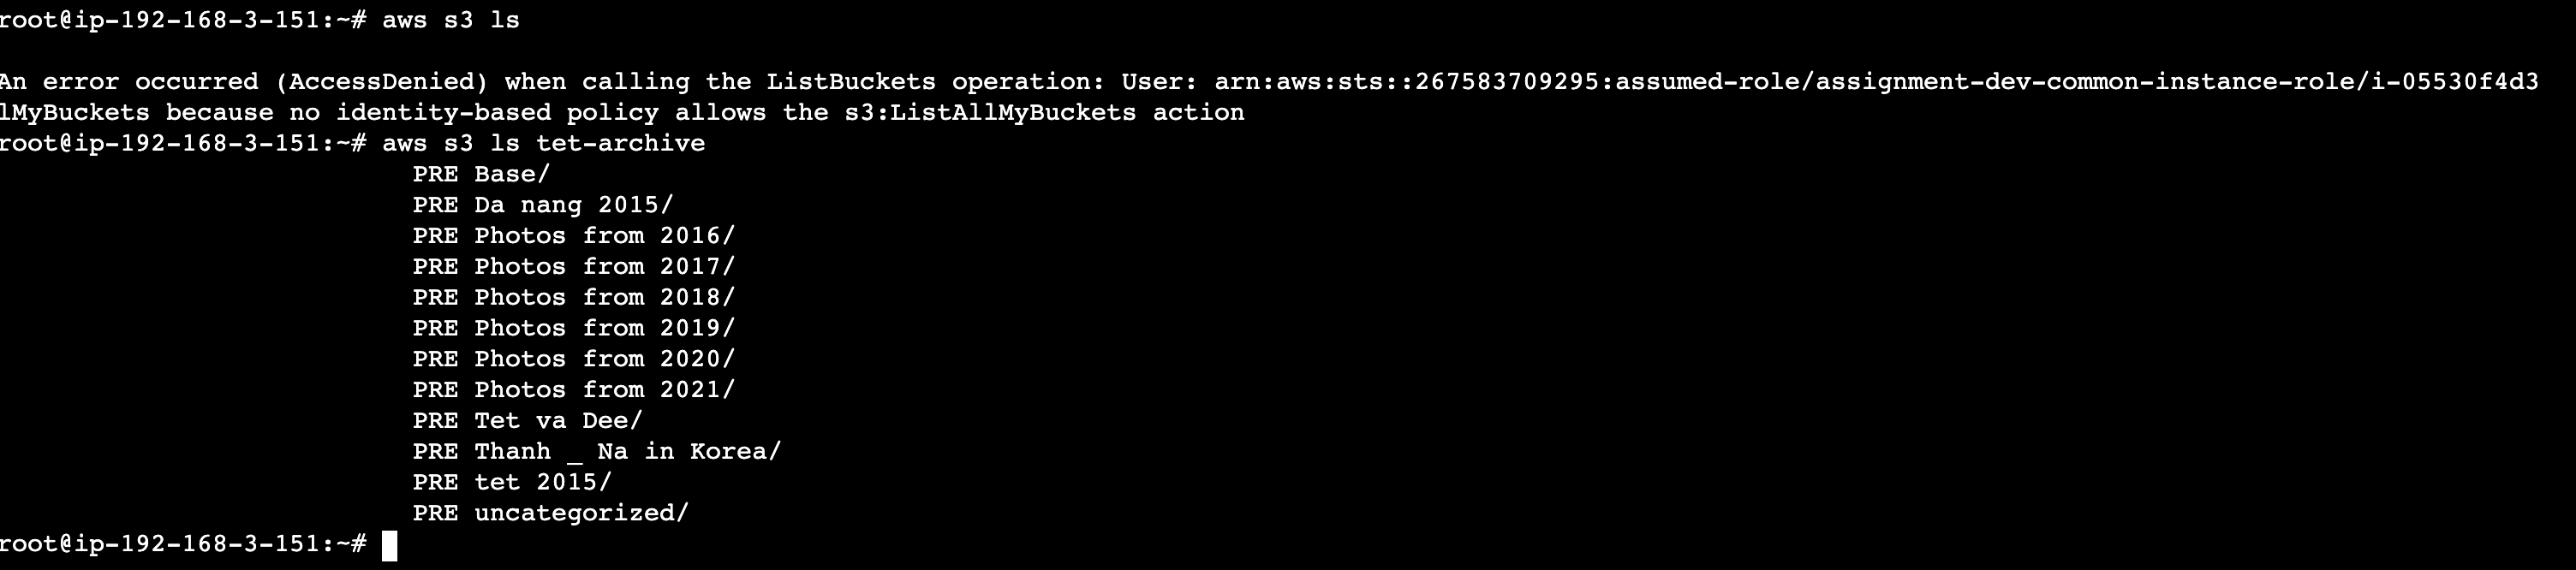 root@ip-192-168-3-151:~# aws s3 ls
An error occurred (AccessDenied) when calling the ListBuckets operation: User: arn:aws:sts::267583709295:assumed-role/assignment-dev-common-instance-role/i-05530f4d3
lMyBuckets because no identity-based policy allows the s3:ListAllMyBuckets action
root@ip-192-168-3-151:~# aws s3 ls tet-archive
PRE Base/
PRE Da nang 2015/
PRE Photos from 2016/
PRE Photos from 2017/
PRE Photos from 2018/
PRE Photos from 2019/
PRE Photos from 2020/
PRE Photos from 2021/
PRE Tet va Dee/
PRE Thanh _ Na in Korea/
PRE tet 2015/
PRE uncategorized/
root@ip-192-168-3-151:~#